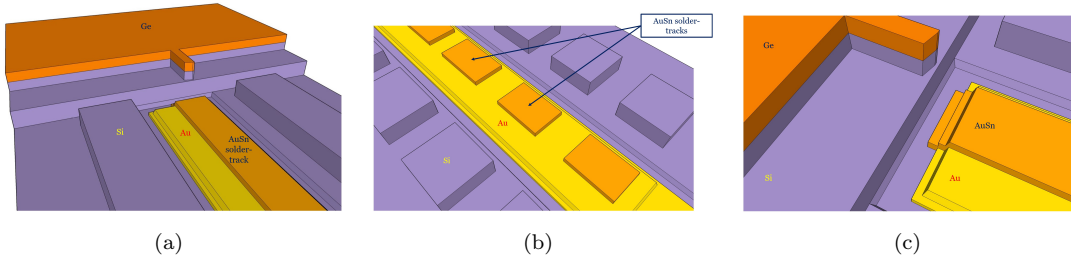 Ge
Si
Au
AuSn
solder-
track
(a)
AuSn solder-
tracks
Au
Si
(b)
Ge
AuSn
Si
Au
(c)